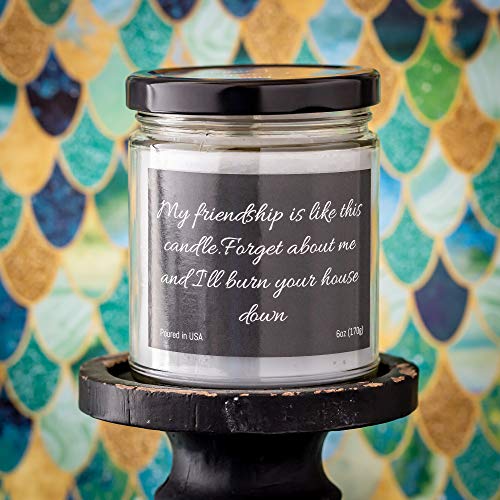 My friendship is like this
candle.Forget about me
and I'll burn your house
down
Poured in USA 6oz (170g)